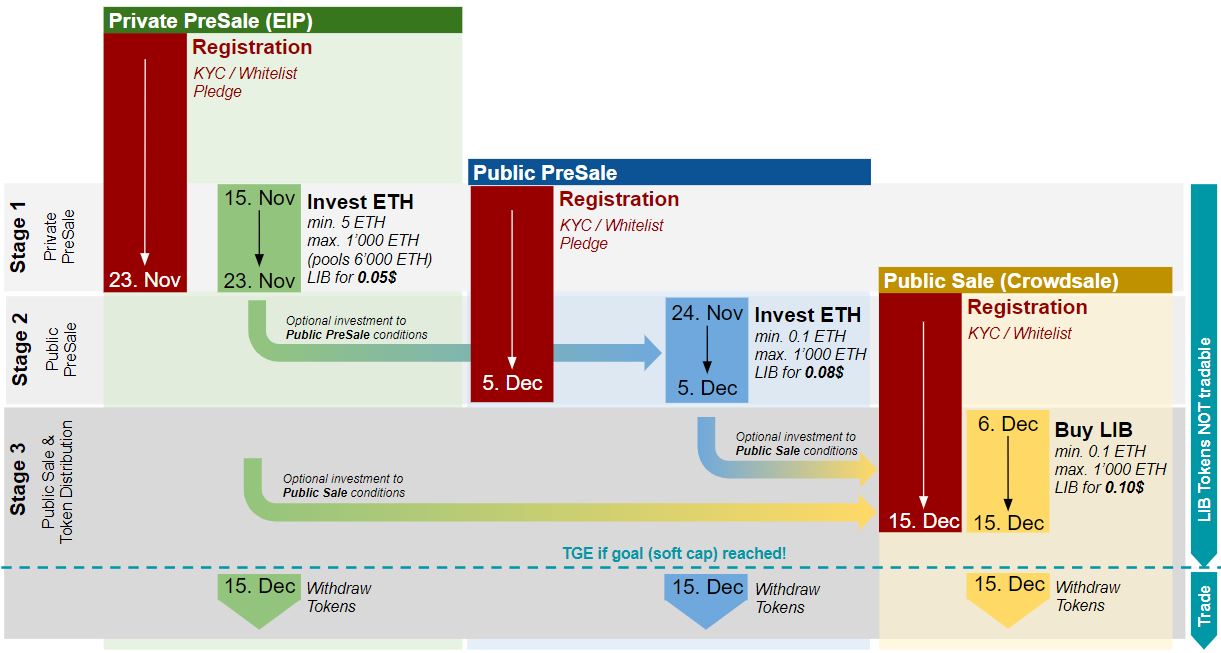 Private PreSale (EIP)
Registration
KYC / Whitelist
Pledge
23. Nov
Stage 1
Private
PreSale
15. Nov
23. Nov
Invest ETH
min. 5 ETH
max. 1’000 ETH
(pools 6’000 ETH)
LIB for 0.05$
Public PreSale
Registration
KYC / Whitelist
Pledge
5. Dec
Stage 2
Public
PreSale
Optional investment to
Public PreSale conditions
24. Nov
5. Dec
Invest ETH
min. 0.1 ETH
max. 1’000 ETH
LIB for 0.08$
Public Sale (Crowdsale)
Registration
KYC / Whitelist
15. Dec
Stage 3
Public Sale &
Token Distribution
Optional investment to
Public Sale conditions
Optional investment to
Public Sale conditions
6. Dec
15. Dec
Buy LIB
min. 0.1 ETH
max. 1’000 ETH
LIB for 0.10$
TGE if goal (soft cap) reached!
15. Dec
Withdraw
Tokens
15. Dec
Withdraw
Tokens
15. Dec
Withdraw
Tokens
LIB Tokens NOT tradable
Trade